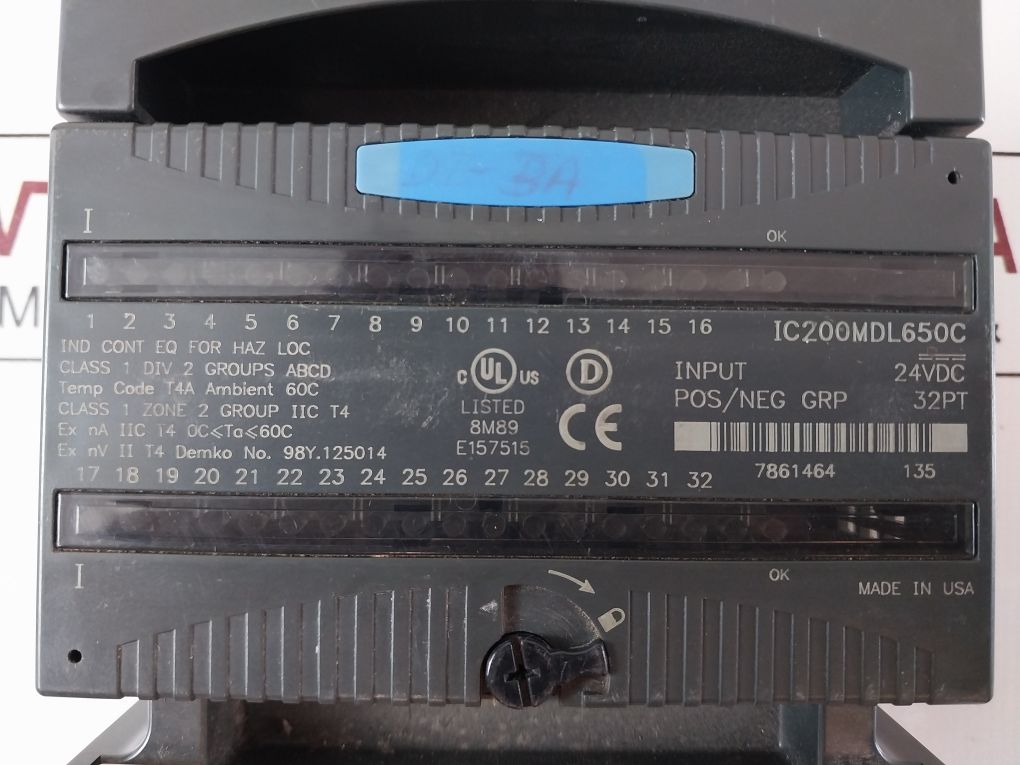 BA
I
OK
1 2 3 4 5 6 7 8 9 10 11 12 13 14 15 16
IC200MDL650C
IND CONT EQ FOR HAZ LOC
CLASS 1 DIV 2 GROUPS ABCD
Temp Code T4A Ambient 60C
CLASS 1 ZONE 2 GROUP IIC T4
Ex nA IIC T4 0C≤Ta≤60C
Ex nV II T4 Demko No. 98Y.125014
C UL US
LISTED
8M89
E157515
D
CE
INPUT 24VDC
POS/NEG GRP 32PT
7861464 135
17 18 19 20 21 22 23 24 25 26 27 28 29 30 31 32
I
OK
MADE IN USA